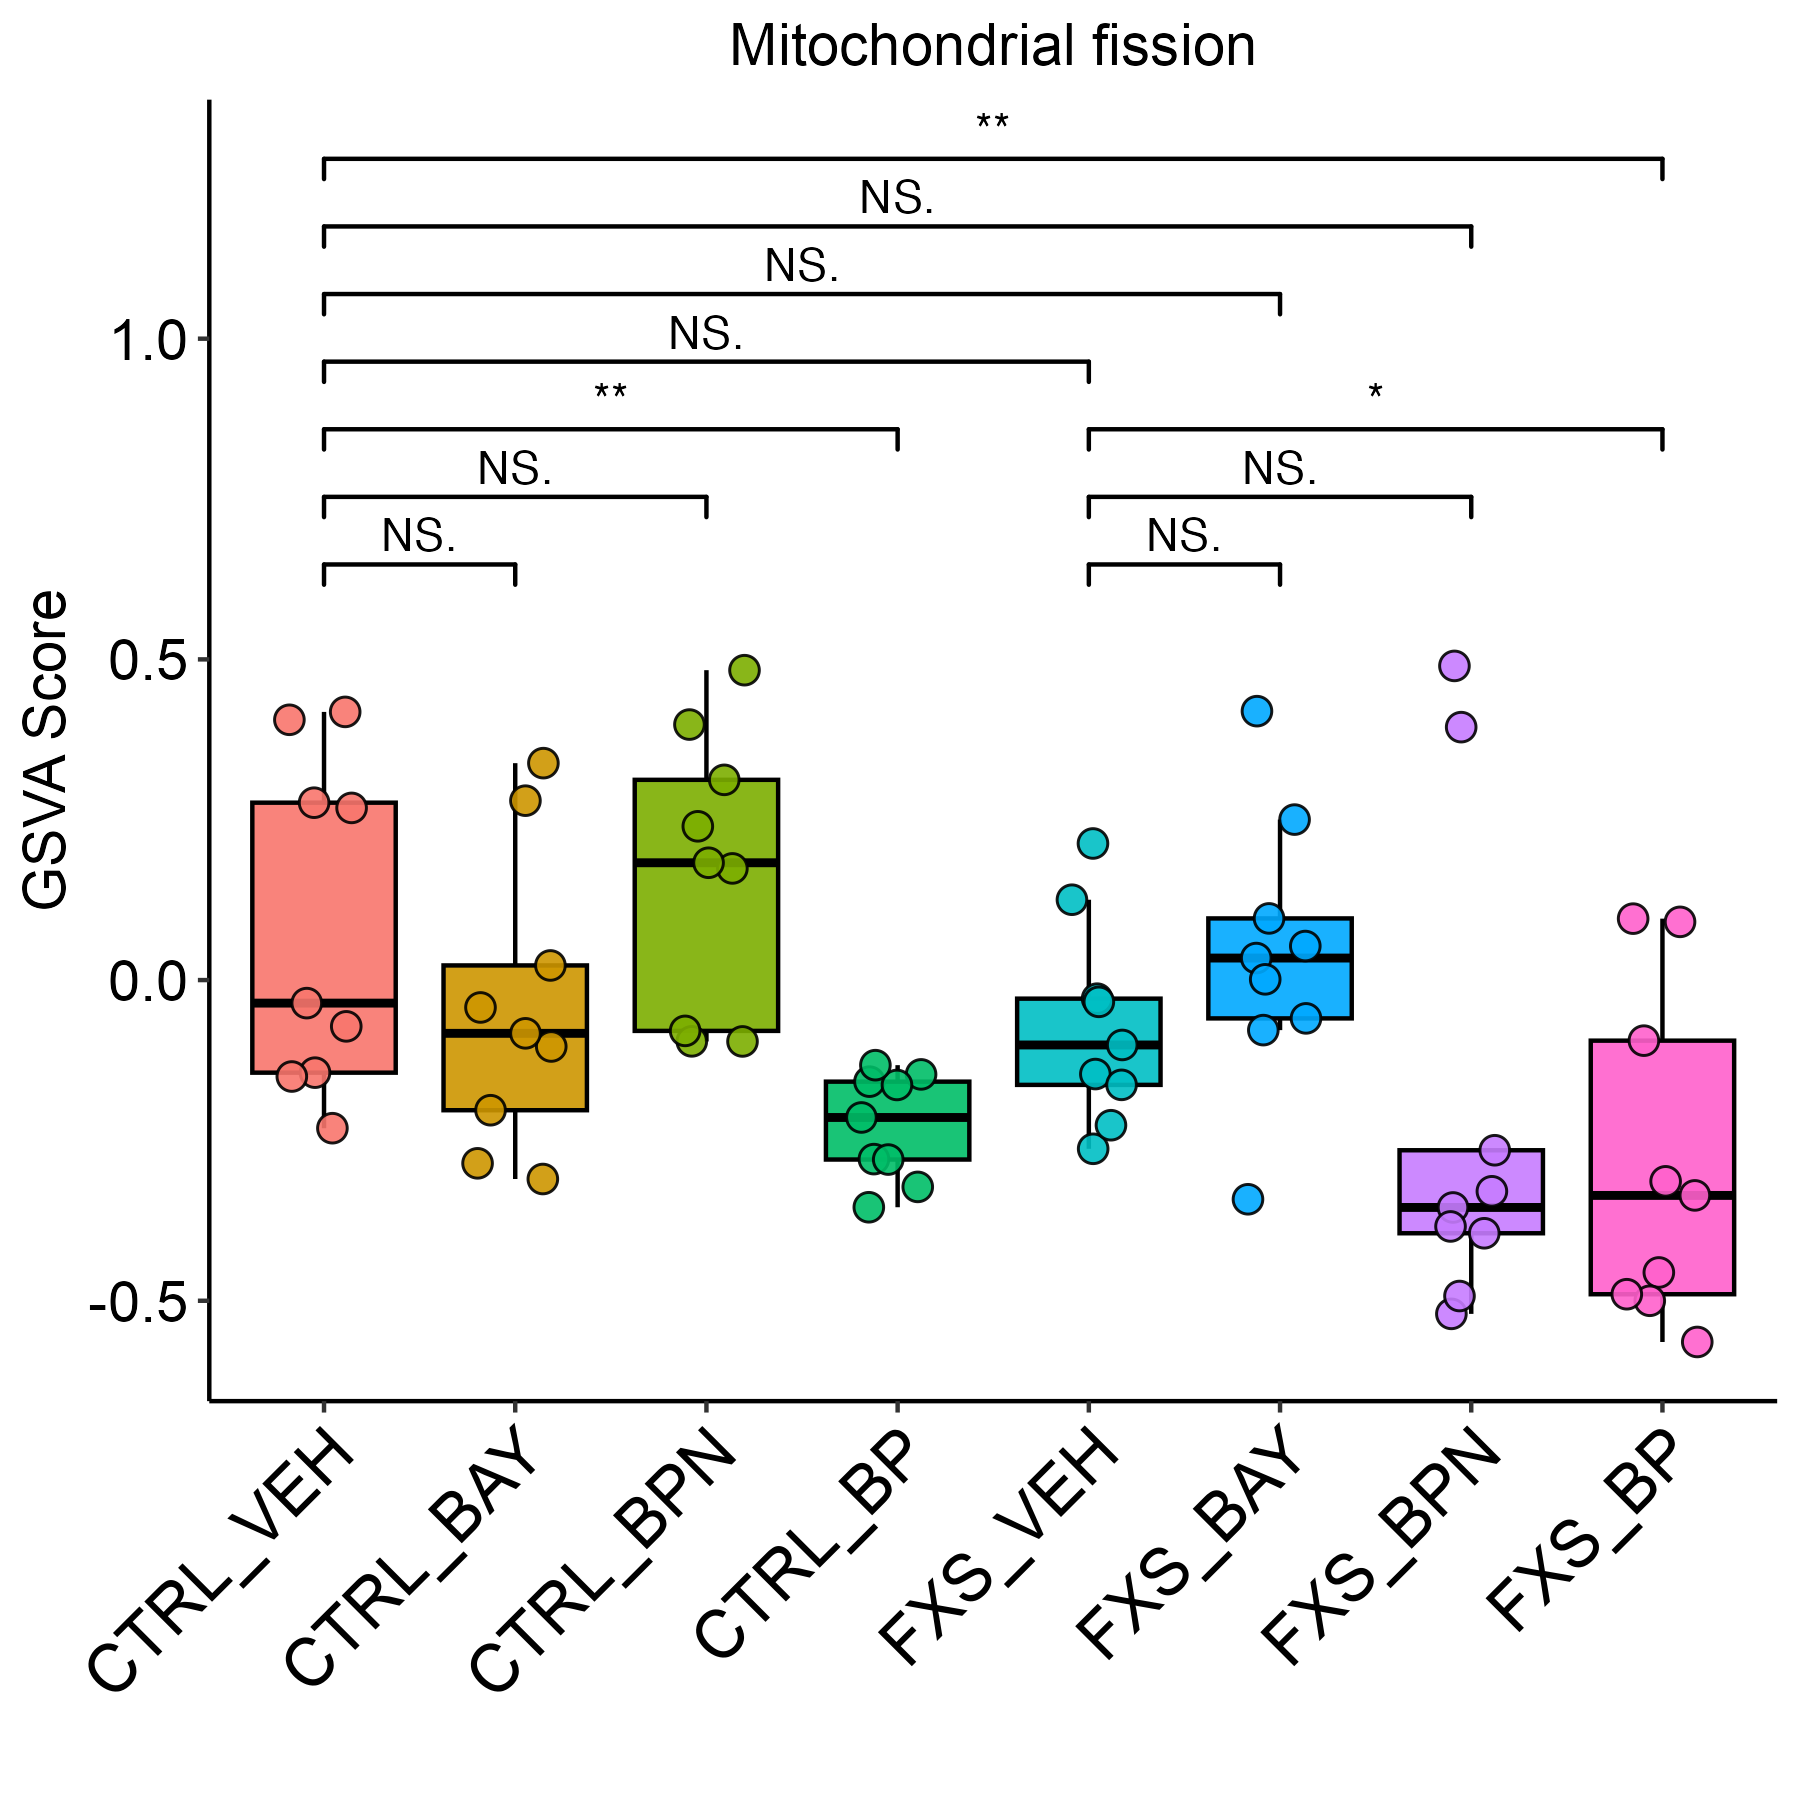 Mitochondrial fission
**
NS.
NS.
NS.
** *
NS. NS.
NS. NS.
1.0
0.5
0.0
-0.5
GSVA Score
CTRL_VEH
CTRL_BAY
CTRL_BPN
CTRL_BP
FXS_VEH
FXS_BAY
FXS_BPN
FXS_BP